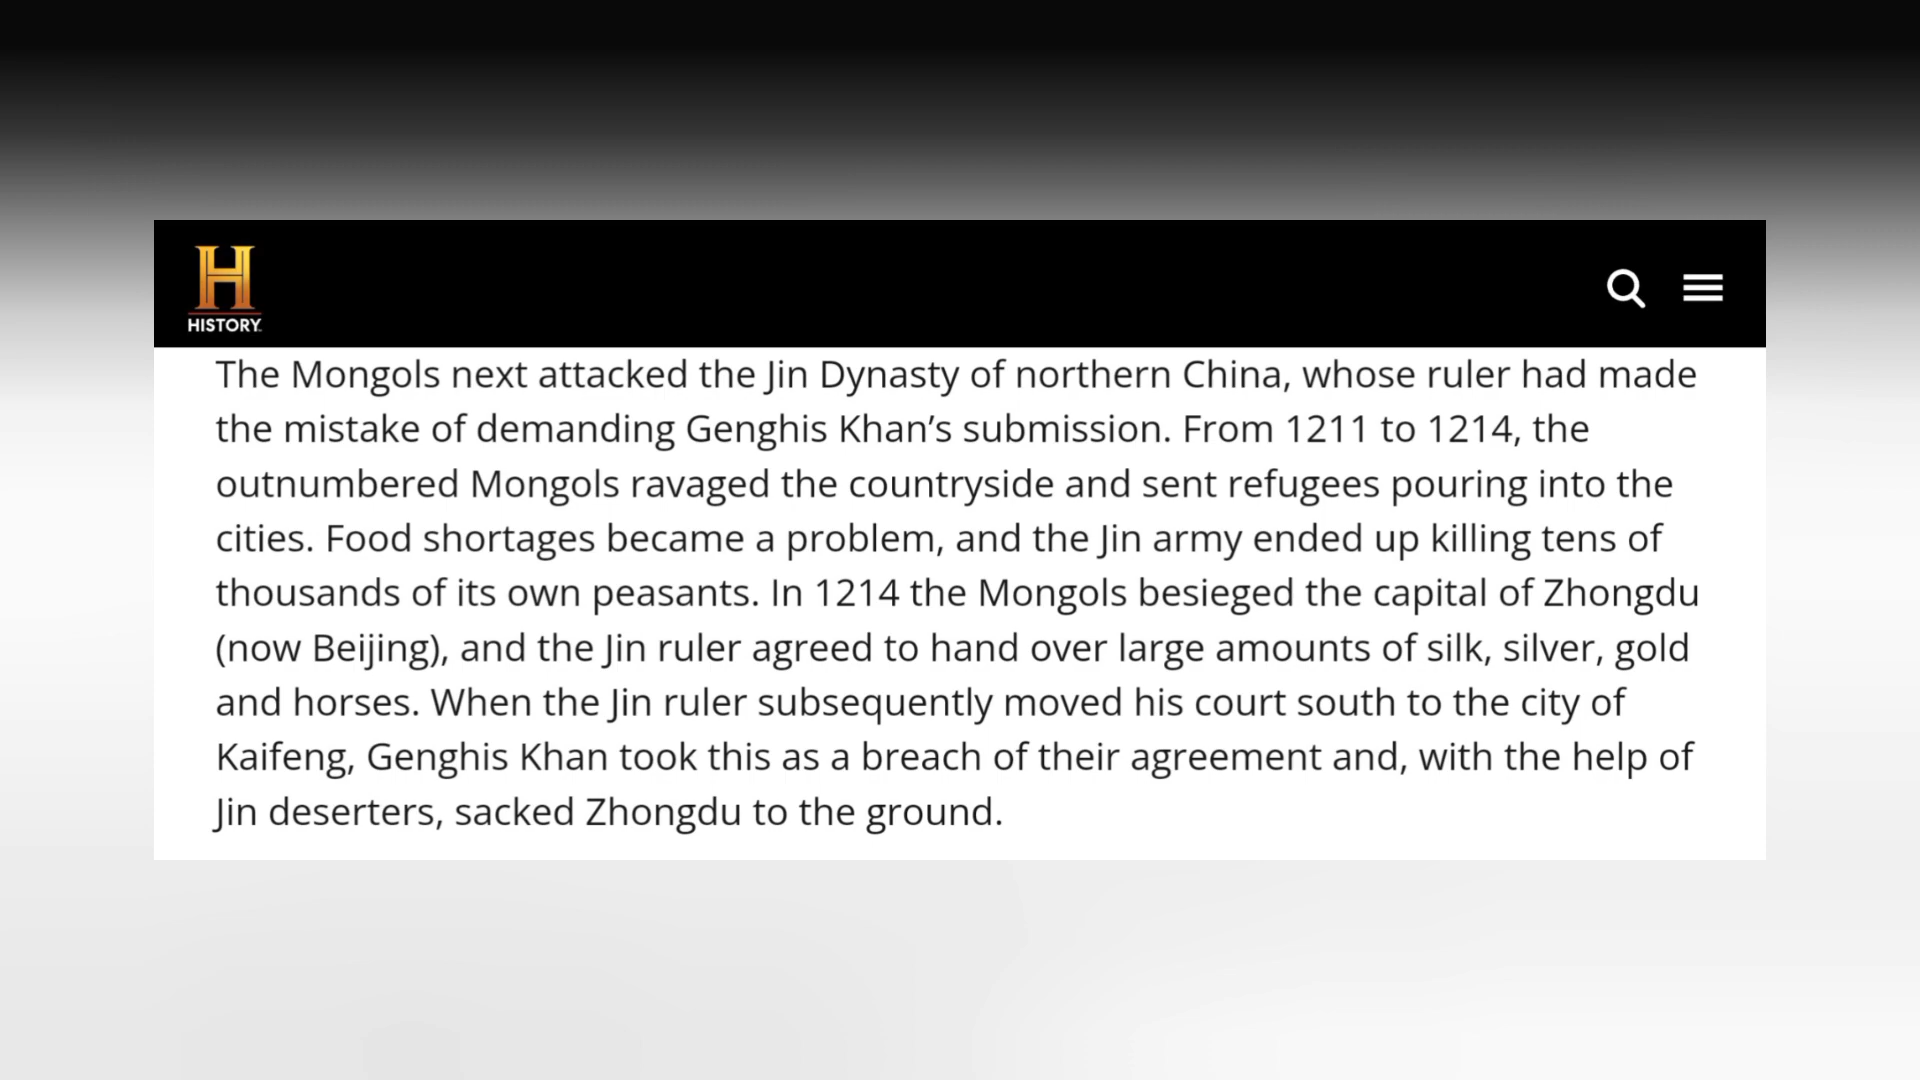 H
HISTORY
The Mongols next attacked the Jin Dynasty of northern China, whose ruler had made
the mistake of demanding Genghis Khan’s submission. From 1211 to 1214, the
outnumbered Mongols ravaged the countryside and sent refugees pouring into the
cities. Food shortages became a problem, and the Jin army ended up killing tens of
thousands of its own peasants. In 1214 the Mongols besieged the capital of Zhongdu
(now Beijing), and the Jin ruler agreed to hand over large amounts of silk, silver, gold
and horses. When the Jin ruler subsequently moved his court south to the city of
Kaifeng, Genghis Khan took this as a breach of their agreement and, with the help of
Jin deserters, sacked Zhongdu to the ground.